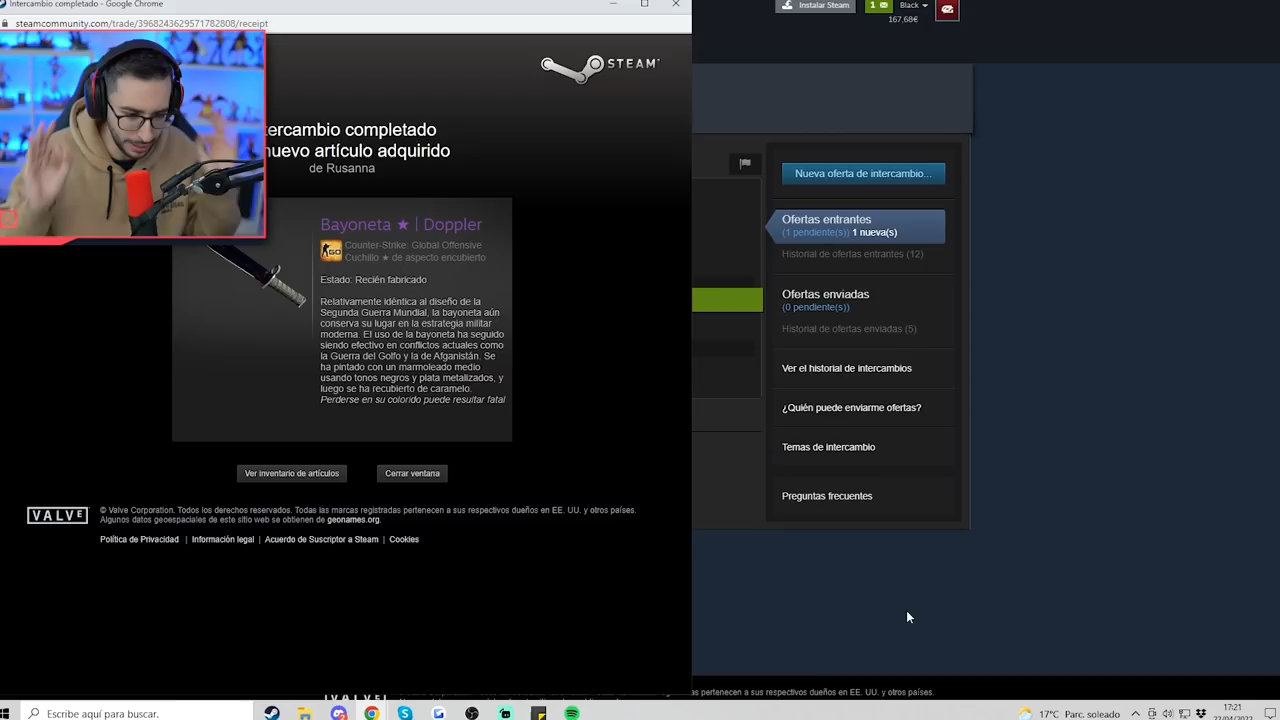 Intercambio completado - Google Chrome
steamcommunity.com/trade/3968243629571782808/receipt
STEAM
tercambio completado
nuevo artículo adquirido
de Rusanna
Bayoneta ★ | Doppler
Counter-Strike: Global Offensive
Cuchillo ★ de aspecto encubierto
Estado: Recién fabricado
Relativamente idéntica al diseño de la
Segunda Guerra Mundial, la bayoneta aún
conserva su lugar en la estrategia militar
moderna. El uso de la bayoneta ha seguido
siendo efectivo en conflictos actuales como
la Guerra del Golfo y la de Afganistán. Se
ha pintado con un marmoleado medio
usando tonos negros y plata metalizados, y
luego se ha recubierto de caramelo.
Perderse en su colorido puede resultar fatal
Ver inventario de artículos
Cerrar ventana
VALVE
© Valve Corporation. Todos los derechos reservados. Todas las marcas registradas pertenecen a sus respectivos dueños en EE. UU. y otros países.
Algunos datos geoespaciales de este sitio web se obtienen de geonames.org.
Política de Privacidad | Información legal | Acuerdo de Suscriptor a Steam | Cookies
Instalar Steam
1
Black
167,68€
Nueva oferta de intercambio...
Ofertas entrantes
(1 pendiente(s)) 1 nueva(s)
Historial de ofertas entrantes (12)
Ofertas enviadas
(0 pendiente(s))
Historial de ofertas enviadas (5)
Ver el historial de intercambios
¿Quién puede enviarme ofertas?
Temas de intercambio
Preguntas frecuentes
as pertenecen a sus respectivos dueños en EE. UU. y otros países.
Escribe aquí para buscar.
17°C Parc. soleado
17:21
23/04/2023